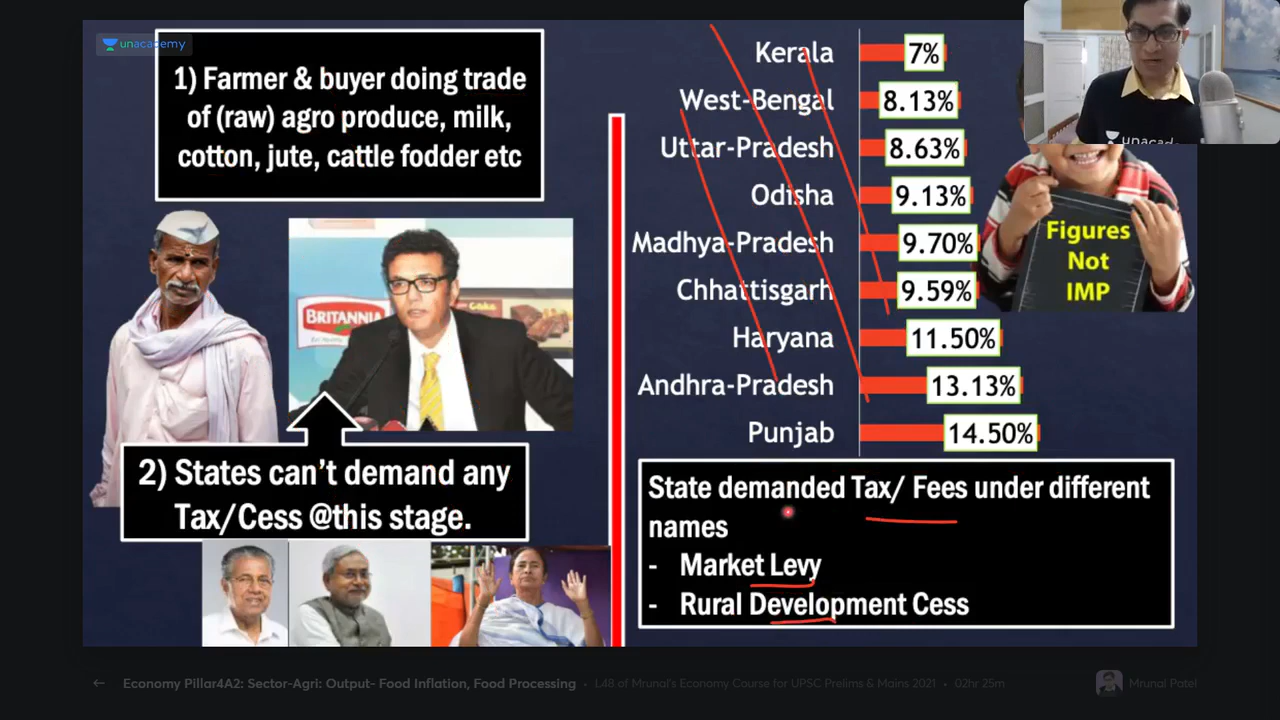 unacademy
1) Farmer & buyer doing trade
of (raw) agro produce, milk,
cotton, jute, cattle fodder etc
BRITANNIA
2) States can't demand any
Tax/Cess @this stage.
Kerala 7%
West-Bengal 8.13%
Uttar-Pradesh 8.63%
Odisha 9.13%
Madhya-Pradesh 9.70%
Chhattisgarh 9.59%
Haryana 11.50%
Andhra-Pradesh 13.13%
Punjab 14.50%
Figures
Not
IMP
State demanded Tax/ Fees under different
names
- Market Levy
- Rural Development Cess
← Economy Pillar4A2: Sector-Agri: Output- Food Inflation, Food Processing • L48 of Mrunal's Economy Course for UPSC Prelims & Mains 2021 • 02hr 25m
Mrunal Patel